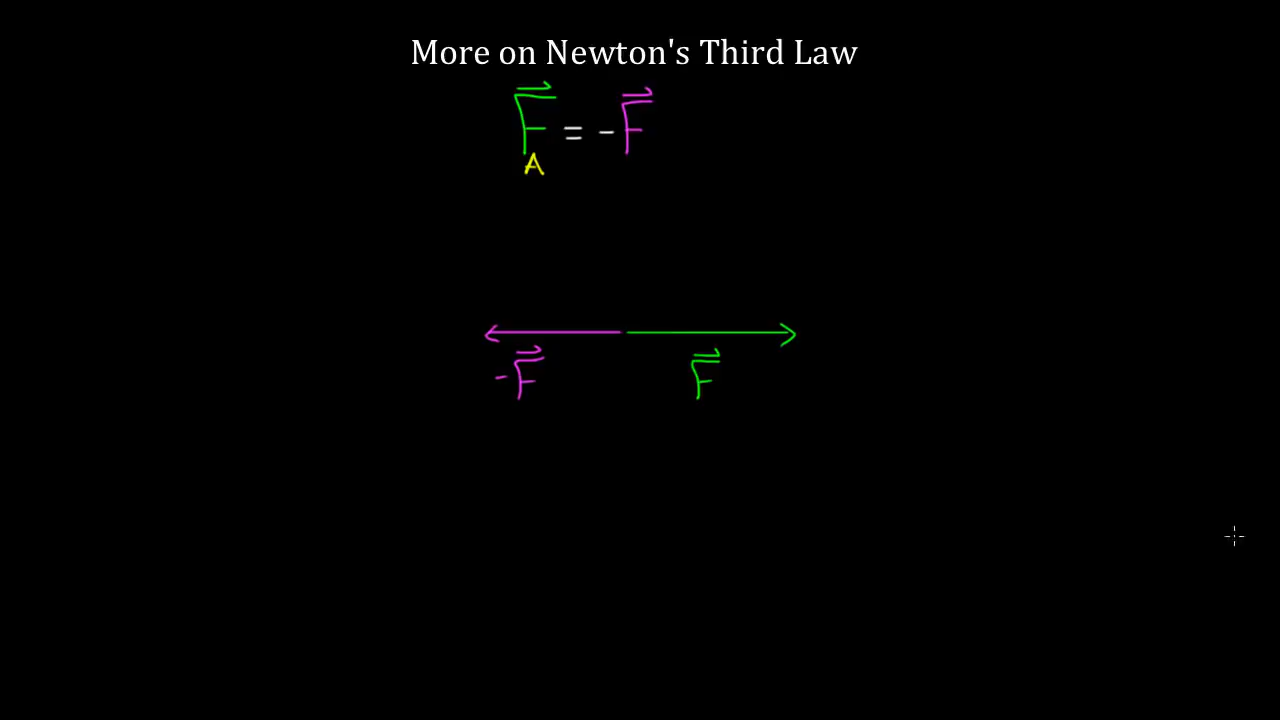 More on Newton's Third Law
F⃗ = -F⃗
A
-F⃗ F⃗